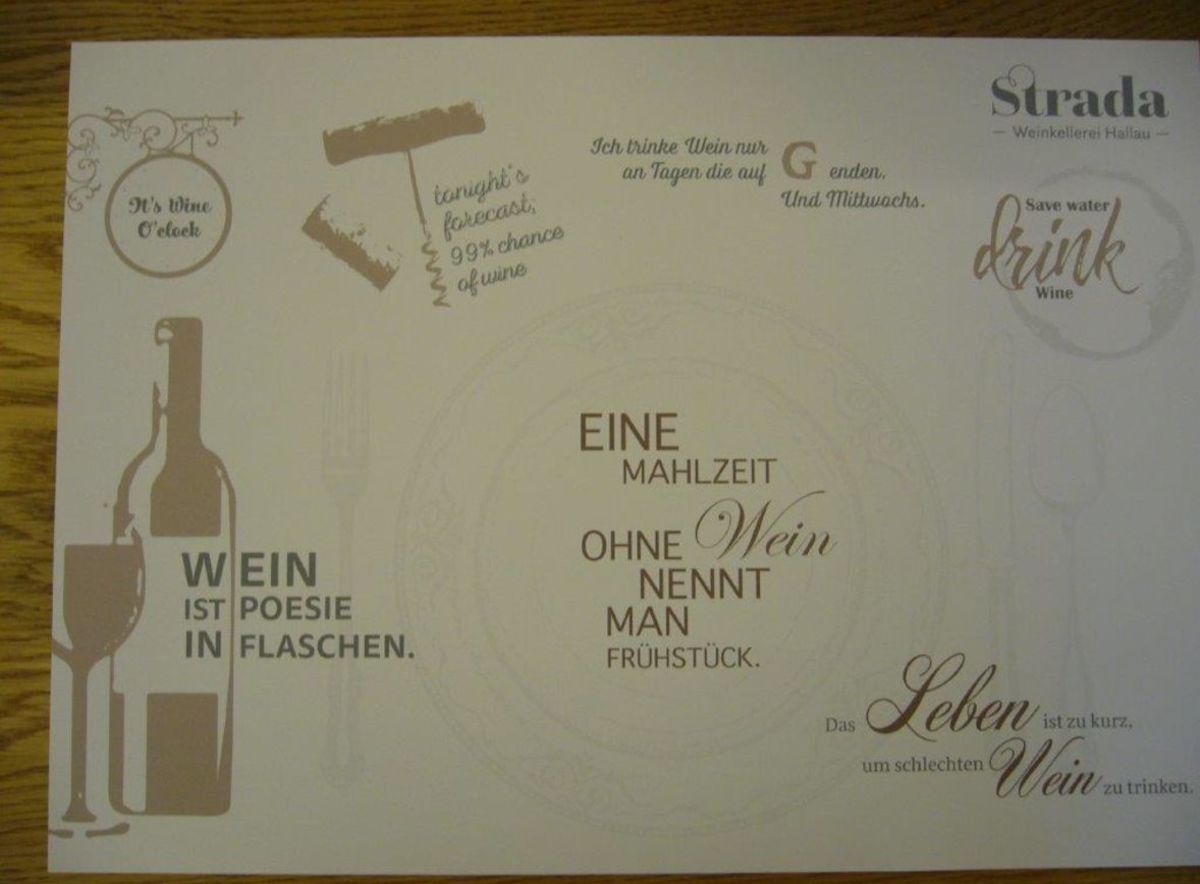 Strada
— Weinkellerei Hallau —
It's Wine
O'clock
tonight's
forecast;
99% chance
of wine
Ich trinke Wein nur
an Tagen die auf G enden.
Und Mittwochs.
Save water
drink
Wine
WEIN
IST POESIE
IN FLASCHEN.
EINE
MAHLZEIT
OHNE Wein
NENNT
MAN
FRÜHSTÜCK.
Das Leben ist zu kurz,
um schlechten Wein zu trinken.